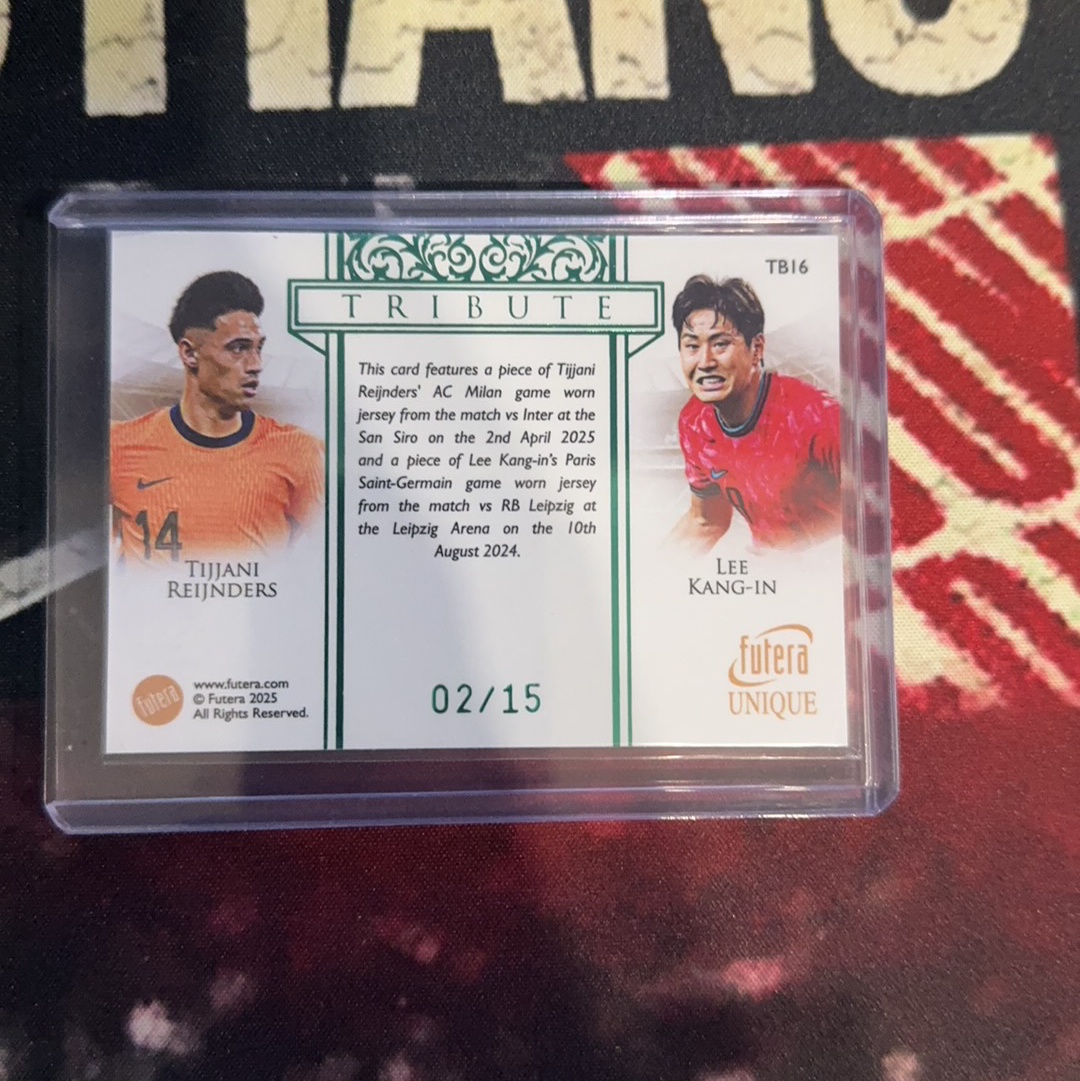 TRIBUTE
TB16
This card features a piece of Tijjani
Reijnders' AC Milan game worn
jersey from the match vs Inter at the
San Siro on the 2nd April 2025
and a piece of Lee Kang-in's Paris
Saint-Germain game worn jersey
from the match vs RB Leipzig at
the Leipzig Arena on the 10th
August 2024.
14
TIJJANI
REIJNDERS
LEE
KANG-IN
futera
www.futera.com
© Futera 2025
All Rights Reserved.
02/15
futera
UNIQUE